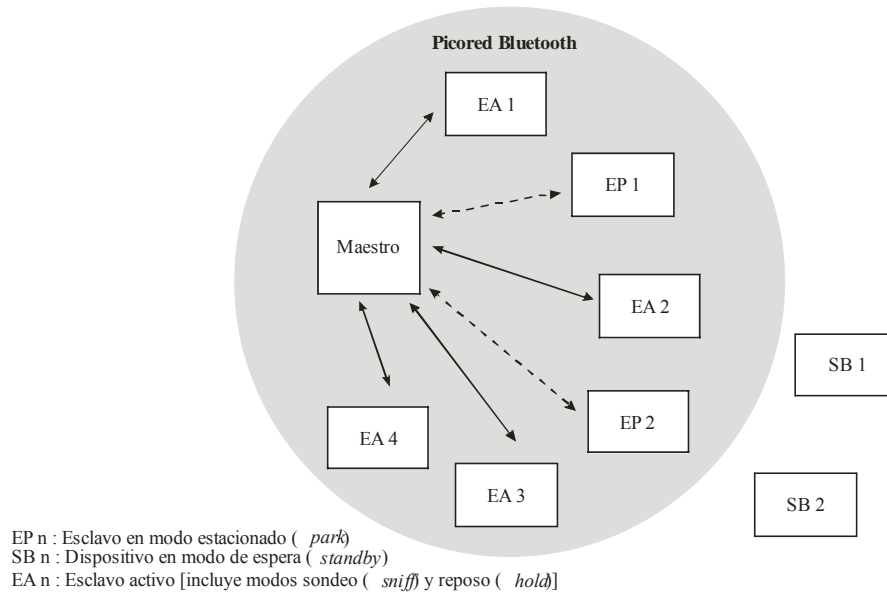 Picored Bluetooth
EA 1
EP 1
Maestro
EA 2
SB 1
EP 2
EA 4
EA 3
SB 2
EP n : Esclavo en modo estacionado ( park)
SB n : Dispositivo en modo de espera ( standby)
EA n : Esclavo activo [incluye modos sondeo ( sniff) y reposo ( hold)]